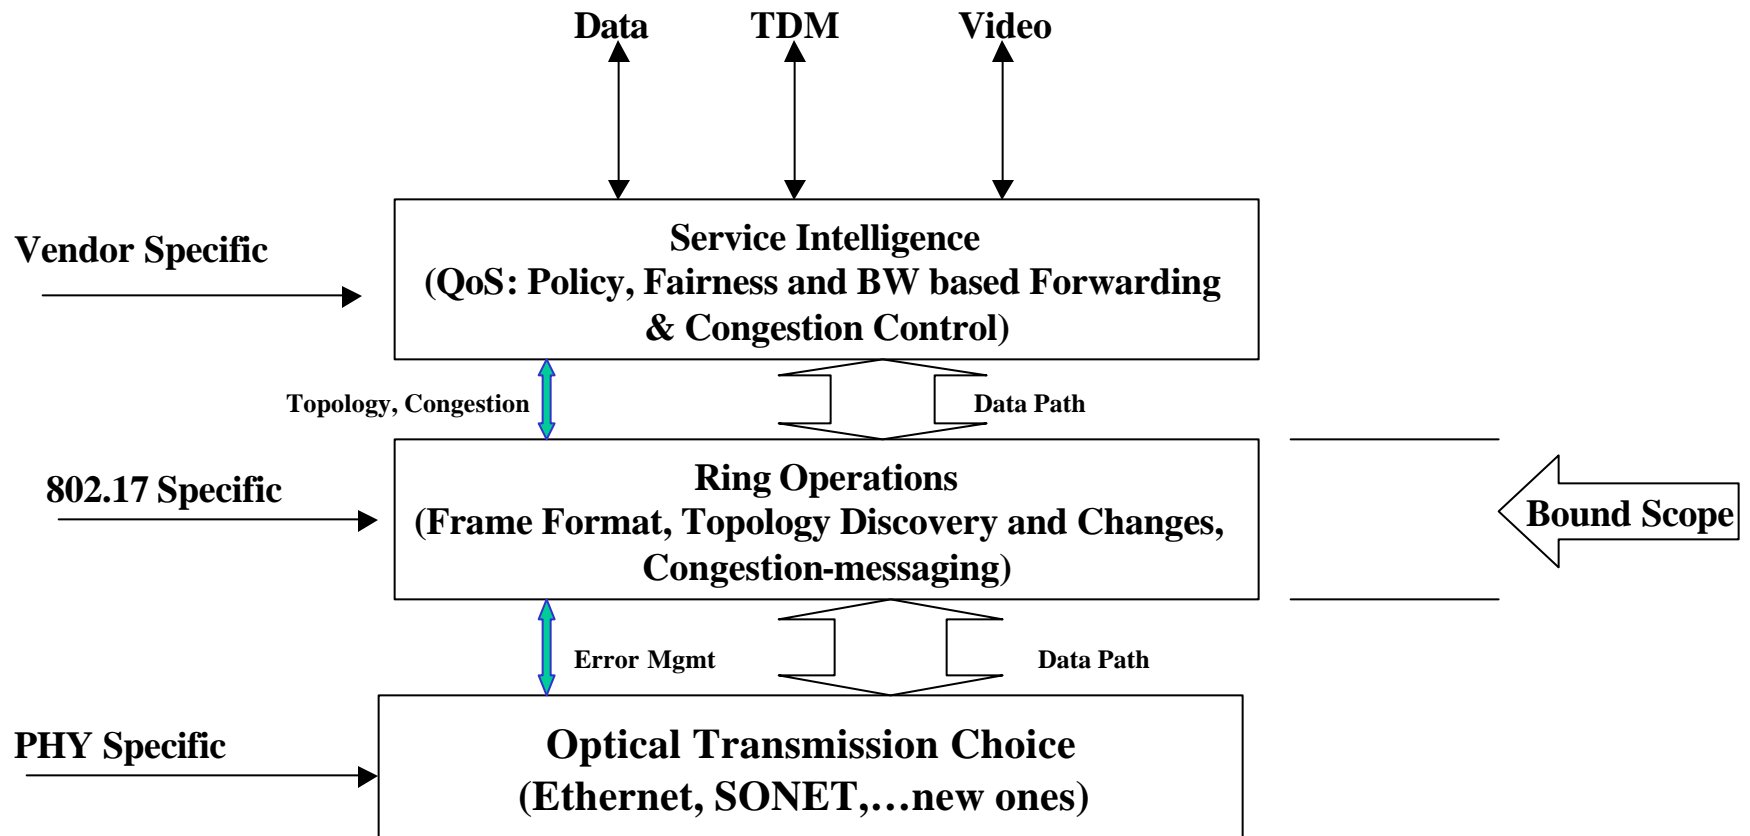 Data TDM Video
Vendor Specific
Service Intelligence
(QoS: Policy, Fairness and BW based Forwarding
& Congestion Control)
Topology, Congestion
Data Path
802.17 Specific
Ring Operations
(Frame Format, Topology Discovery and Changes,
Congestion-messaging)
Bound Scope
Error Mgmt
Data Path
PHY Specific
Optical Transmission Choice
(Ethernet, SONET,…new ones)